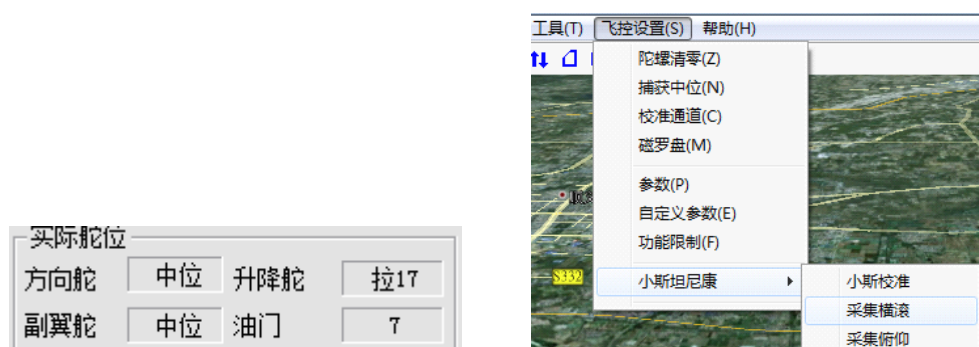 实际舵位
方向舵 中位 升降舵 拉17
副翼舵 中位 油门 7
工具(T) 飞控设置(S) 帮助(H)
陀螺清零(Z)
捕获中位(N)
校准通道(C)
磁罗盘(M)
参数(P)
自定义参数(E)
功能限制(F)
S332
小斯坦尼康
小斯校准
采集横滚
采集俯仰